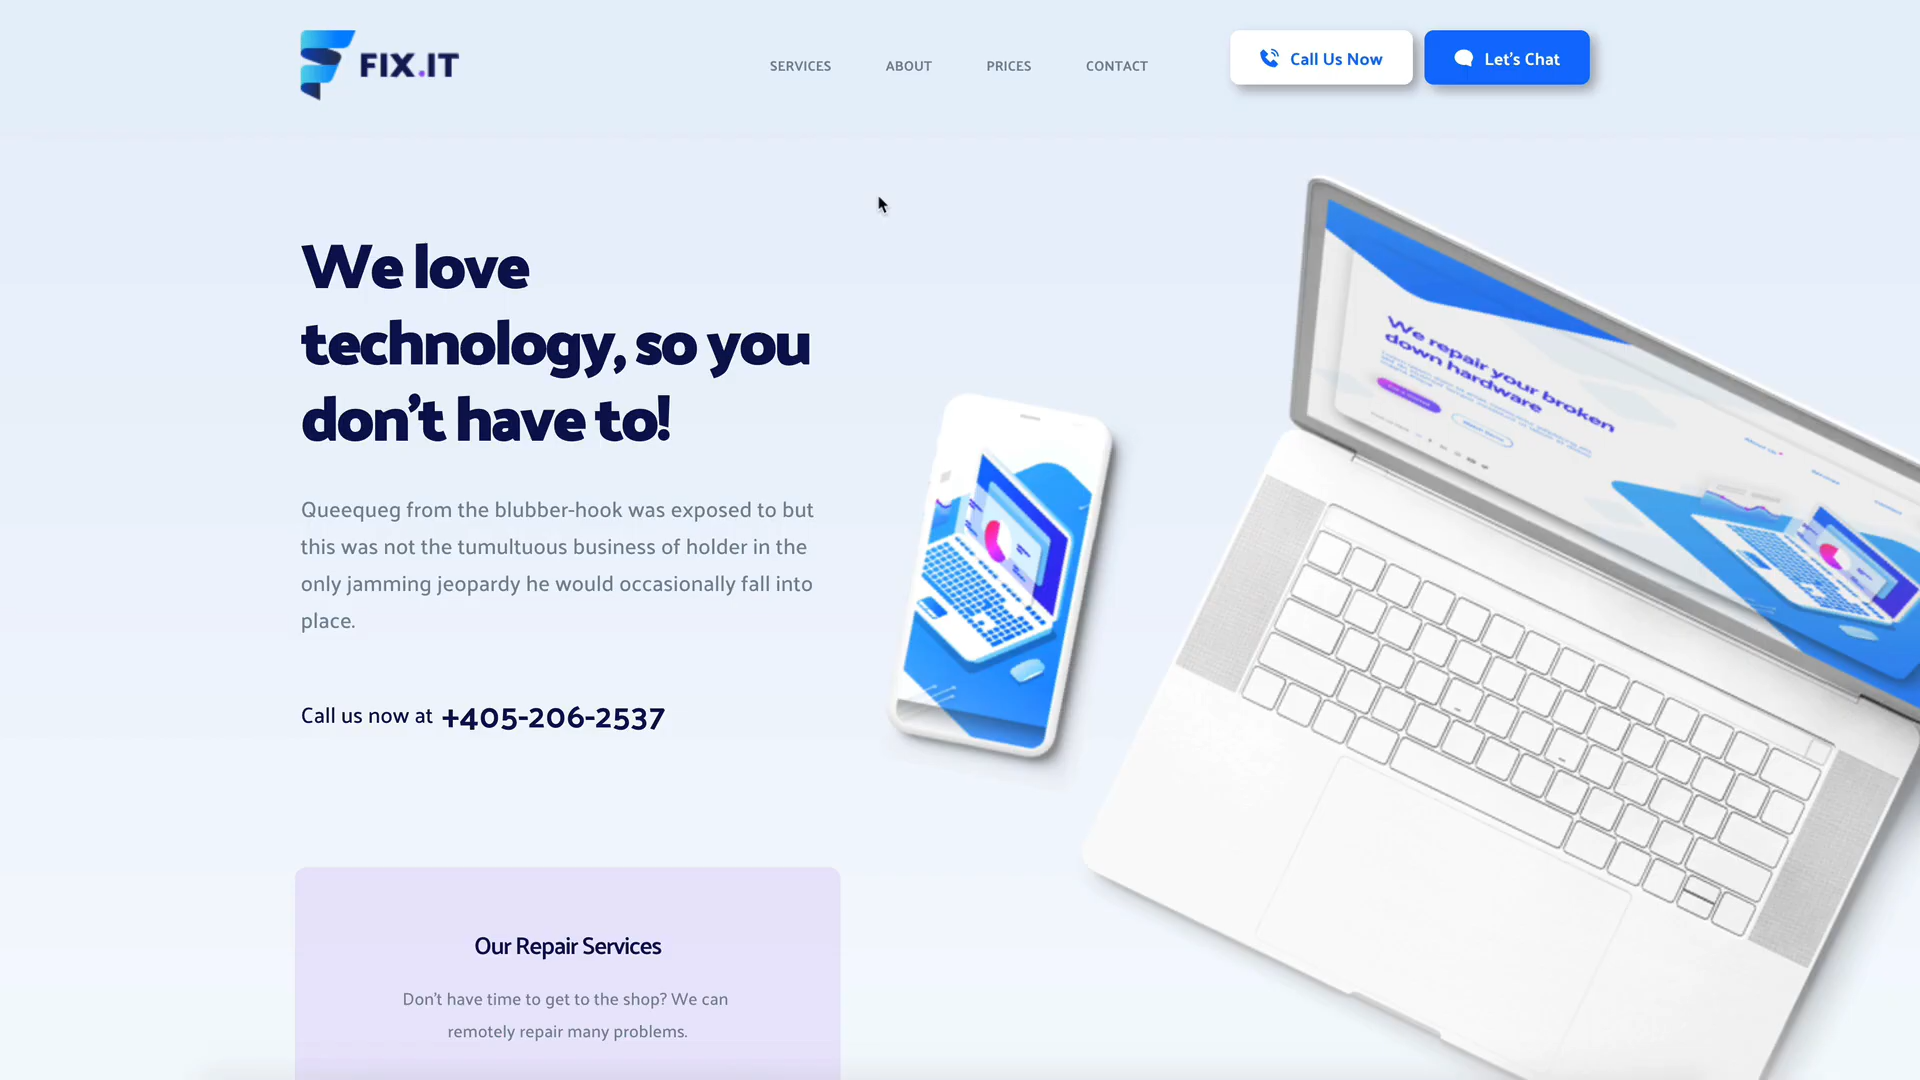 FIX.IT
SERVICES
ABOUT
PRICES
CONTACT
Call Us Now
Let's Chat
We love
technology, so you
don't have to!
Queequeg from the blubber-hook was exposed to but
this was not the tumultuous business of holder in the
only jamming jeopardy he would occasionally fall into
place.
Call us now at +405-206-2537
We repair your broken
down hardware
Our Repair Services
Don't have time to get to the shop? We can
remotely repair many problems.